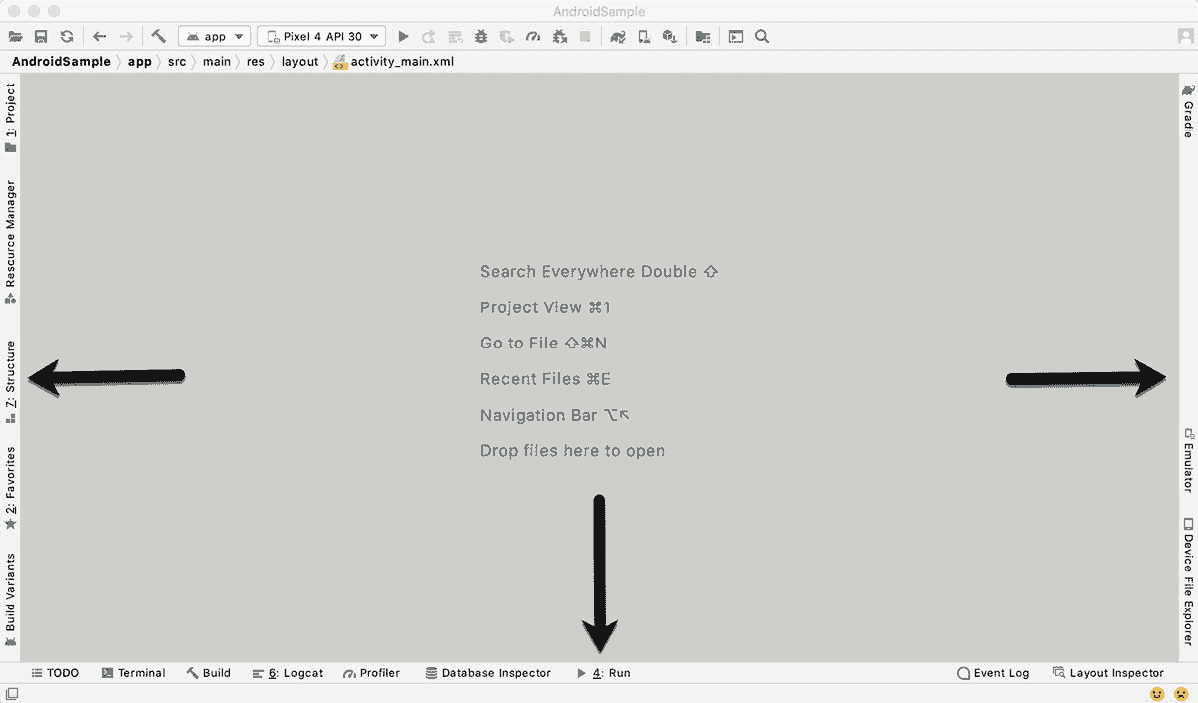 AndroidSample
app
Pixel 4 API 30
AndroidSample app src main res layout activity_main.xml
1: Project
Resource Manager
7: Structure
2: Favorites
Build Variants
Search Everywhere Double ⇧
Project View ⌘1
Go to File ⇧⌘N
Recent Files ⌘E
Navigation Bar ⌥↖
Drop files here to open
Gradle
Emulator
Device File Explorer
TODO Terminal Build 6: Logcat Profiler Database Inspector 4: Run Event Log Layout Inspector